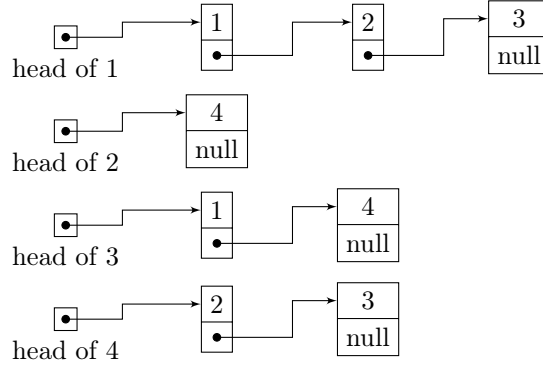 1 2 3
null
head of 1
4
null
head of 2
1 4
null
head of 3
2 3
null
head of 4